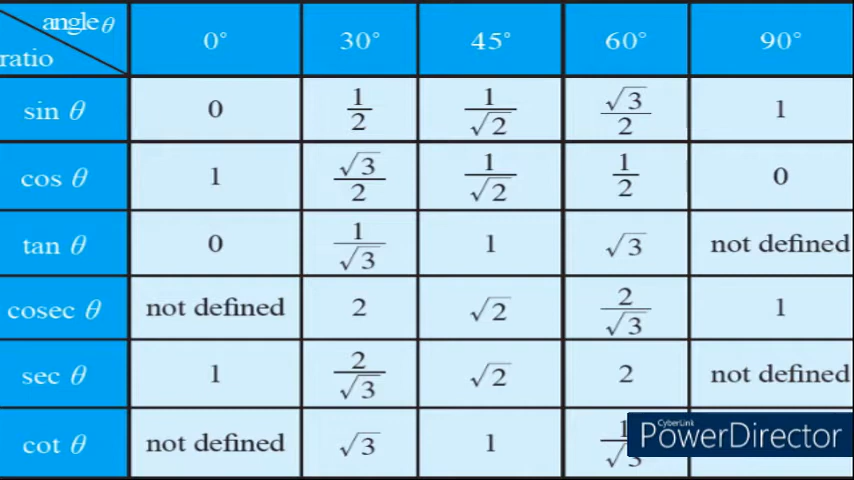 angle θ
ratio
0° 30° 45° 60° 90°
sin θ 0 1/2 1/√2 √3/2 1
cos θ 1 √3/2 1/√2 1/2 0
tan θ 0 1/√3 1 √3 not defined
cosec θ not defined 2 √2 2/√3 1
sec θ 1 2/√3 √2 2 not defined
cot θ not defined √3 1 1/√3
CyberLink
PowerDirector